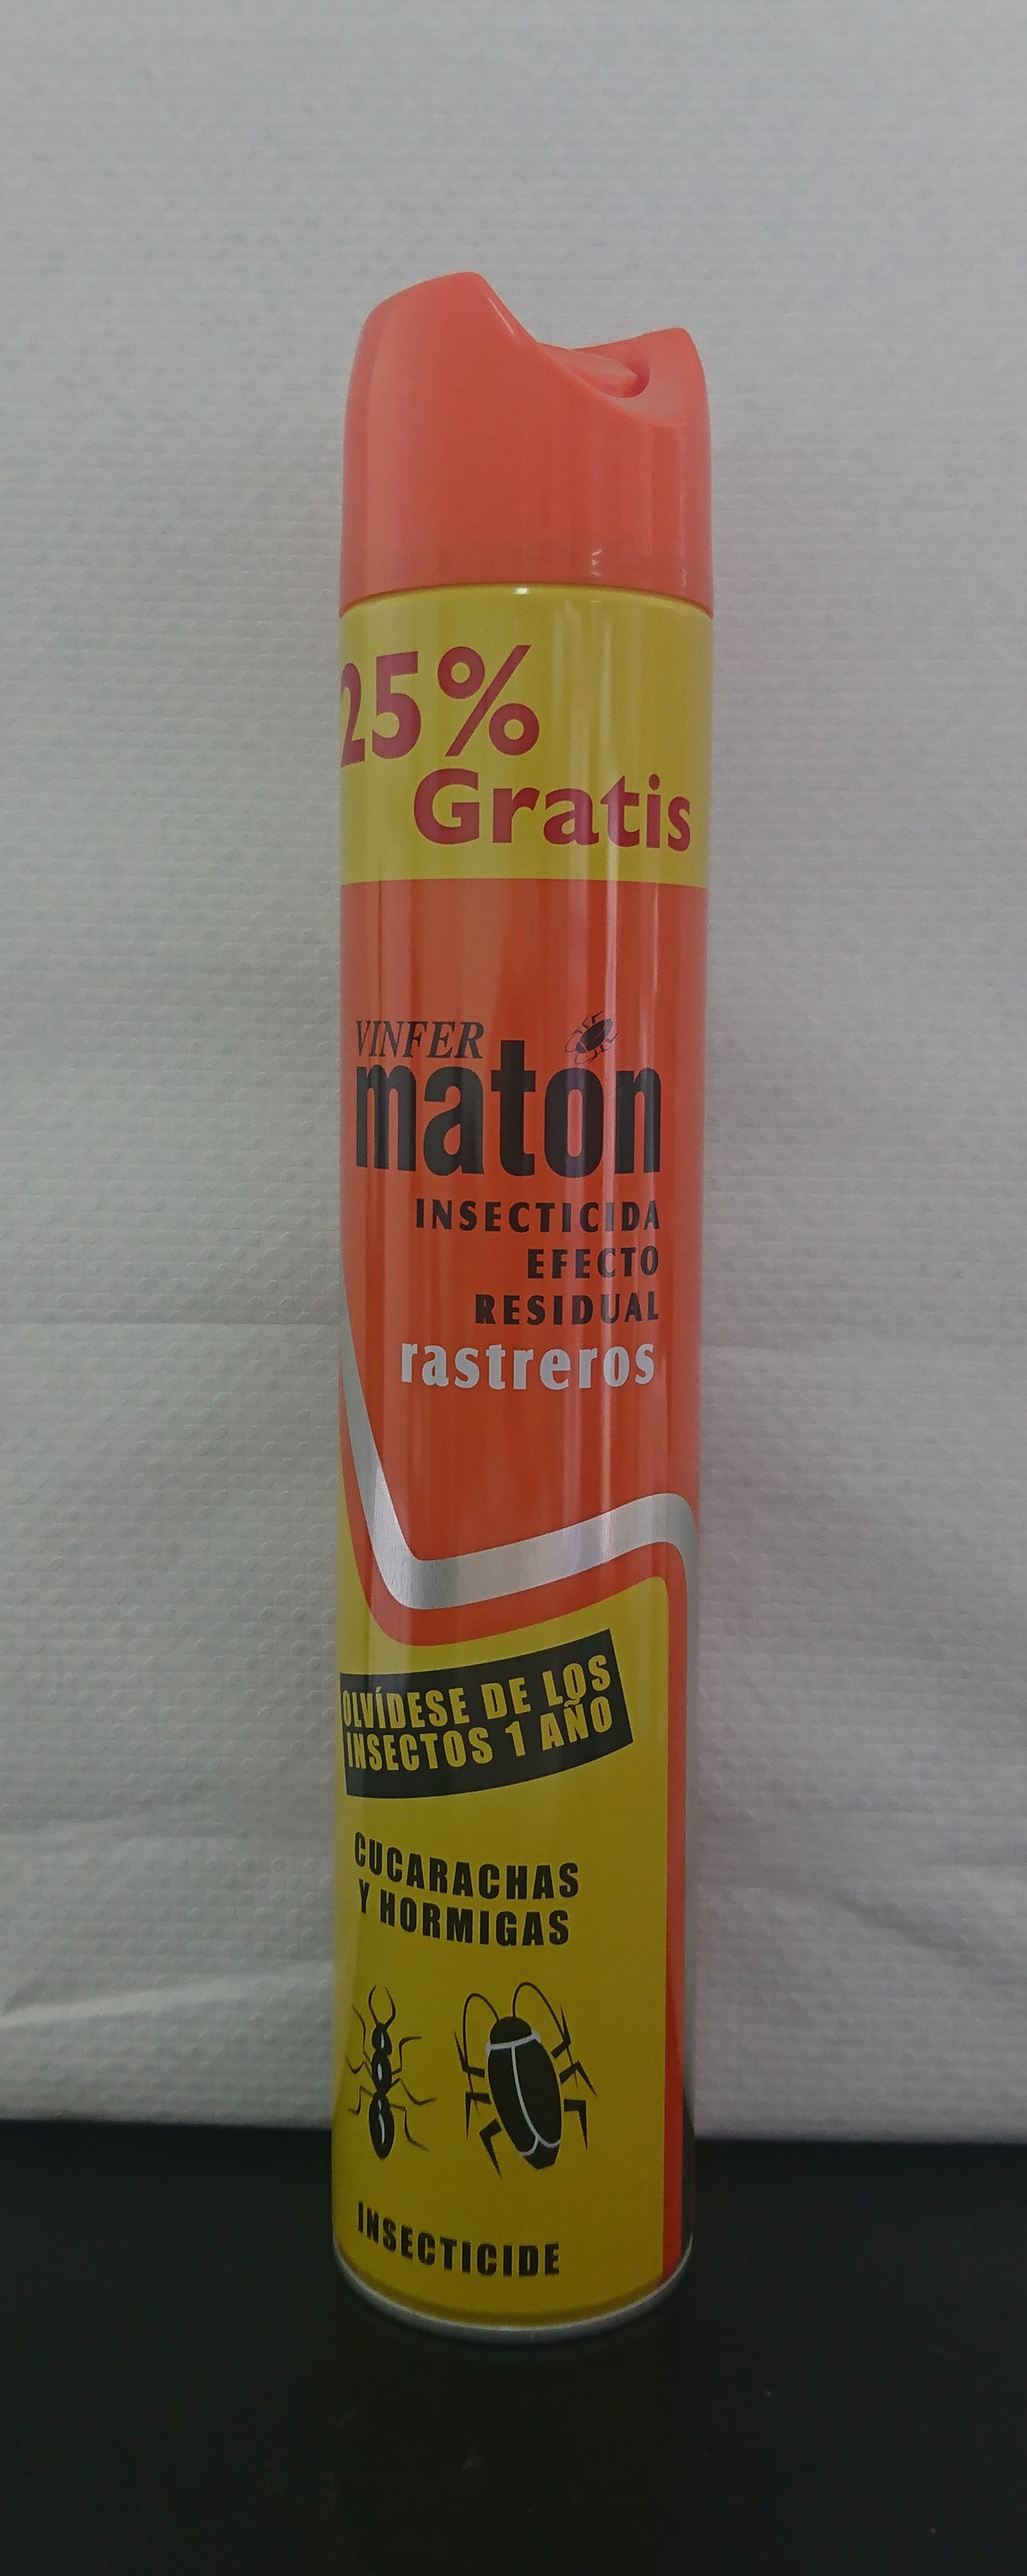 25%
Gratis
VINFER
matón
INSECTICIDA
EFECTO
RESIDUAL
rastreros
OLVÍDESE DE LOS
INSECTOS 1 AÑO
CUCARACHAS
Y HORMIGAS
INSECTICIDE